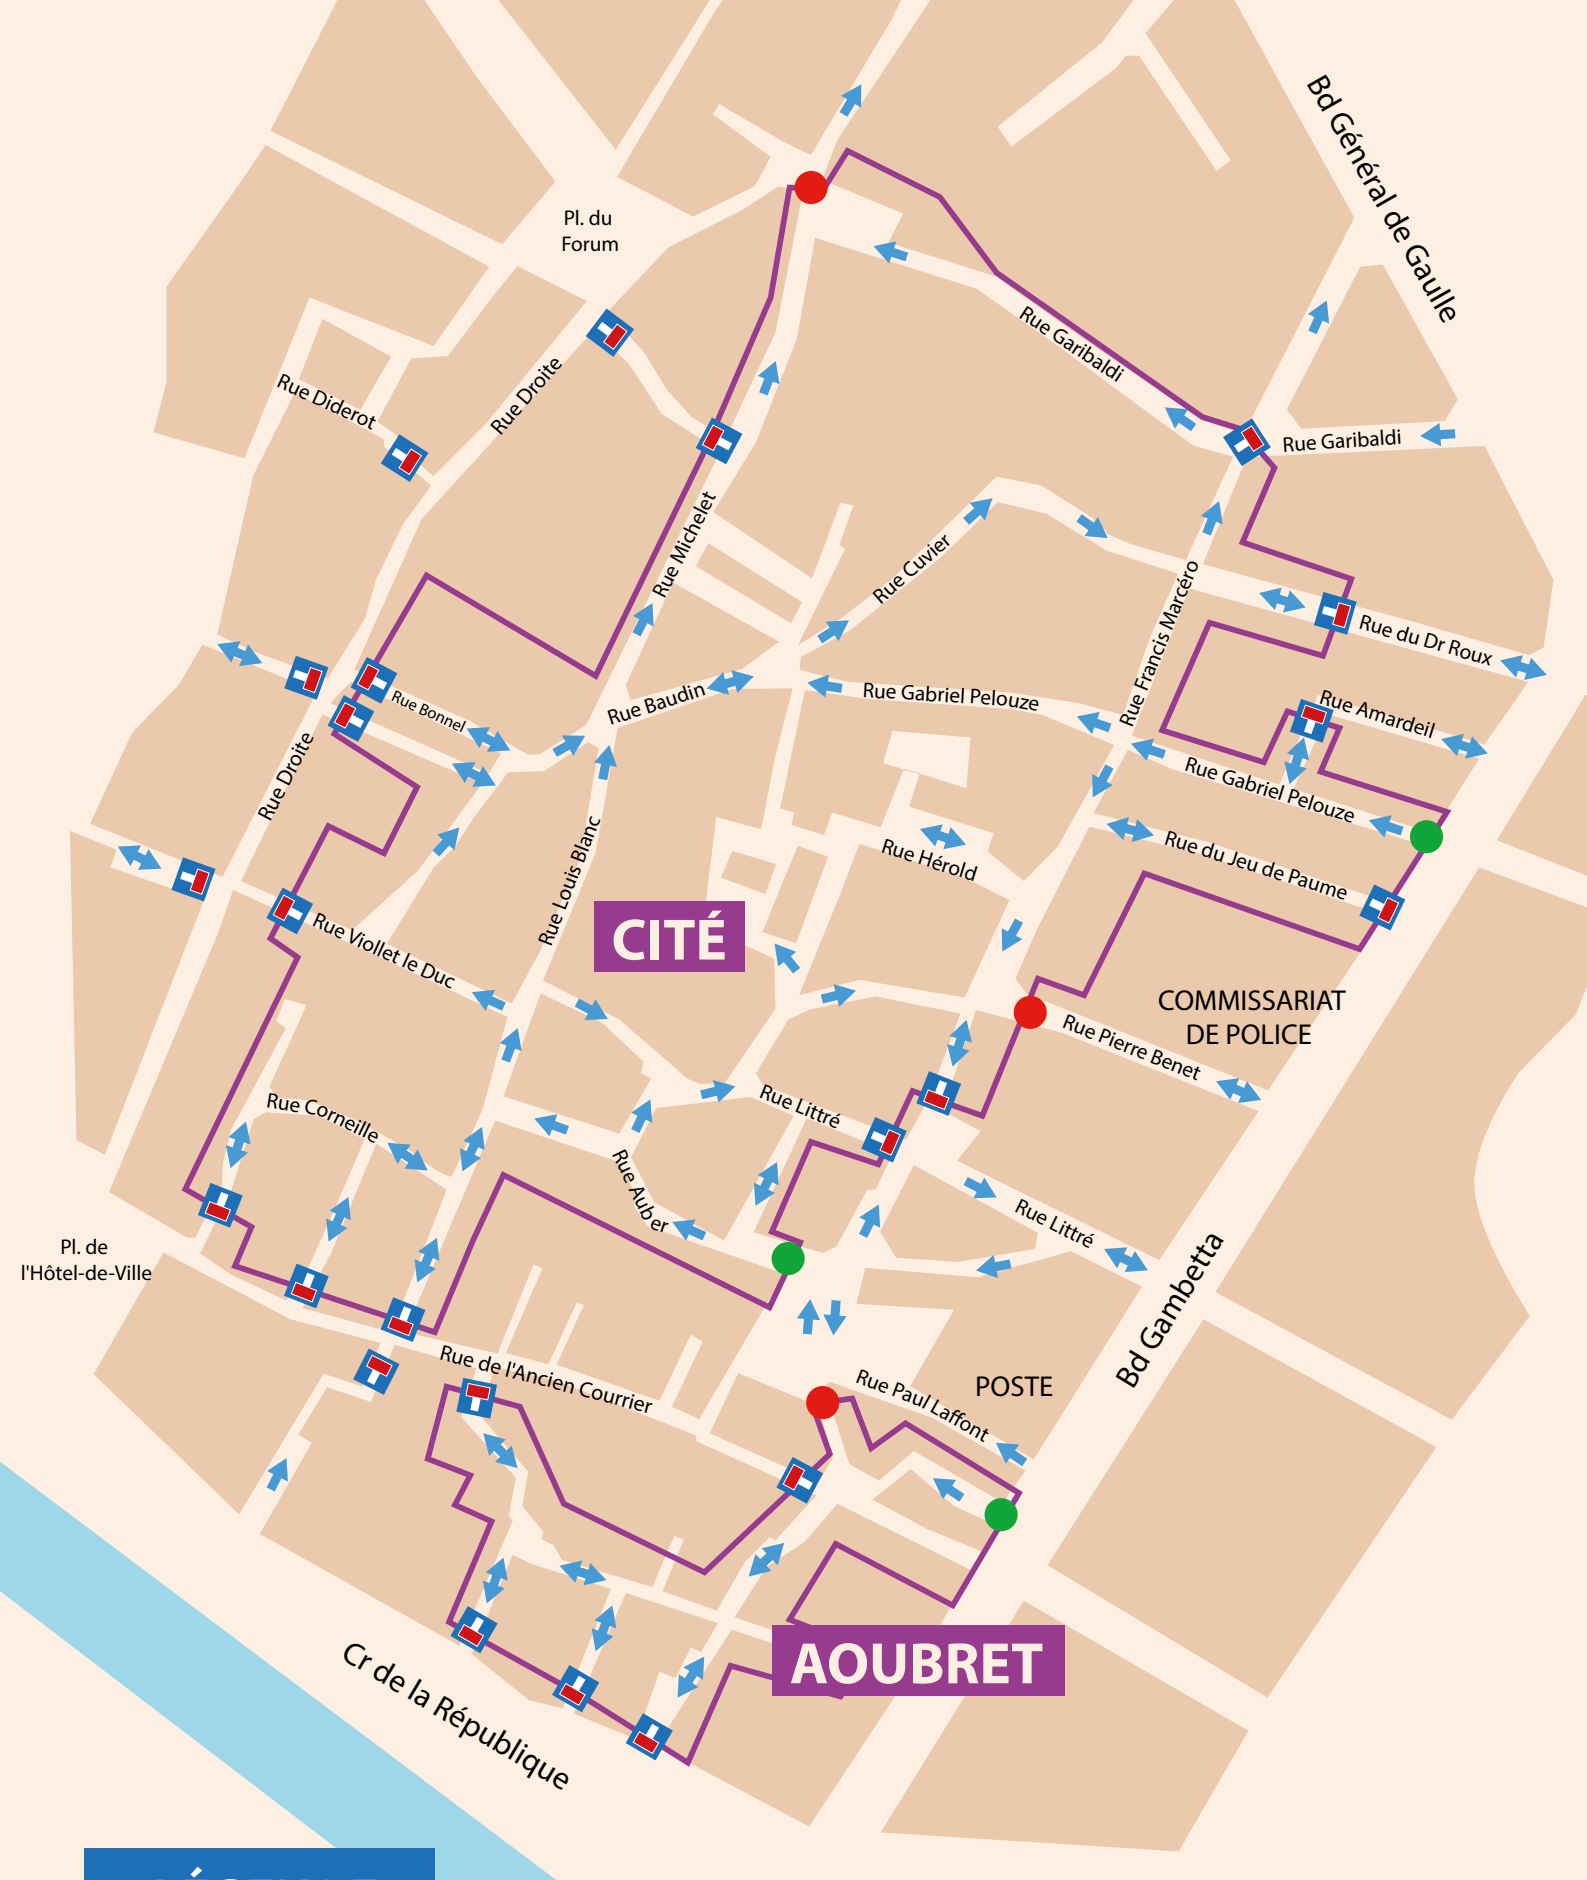 Bd Général de Gaulle
Pl. du
Forum
Rue Garibaldi
Rue Droite
Rue Diderot
Rue Garibaldi
Rue Michelet
Rue Cuvier
Rue Francis Marcéro
Rue du Dr Roux
Rue Bonnel
Rue Baudin
Rue Gabriel Pelouze
Rue Amardeil
Rue Droite
Rue Gabriel Pelouze
Rue Louis Blanc
Rue Hérold
Rue du Jeu de Paume
CITÉ
Rue Viollet le Duc
COMMISSARIAT
DE POLICE
Rue Pierre Benet
Rue Corneille
Rue Littré
Rue Auber
Rue Littré
Pl. de
l'Hôtel-de-Ville
Bd Gambetta
Rue de l'Ancien Courrier
Rue Paul Laffont
POSTE
AOUBRET
Cr de la République